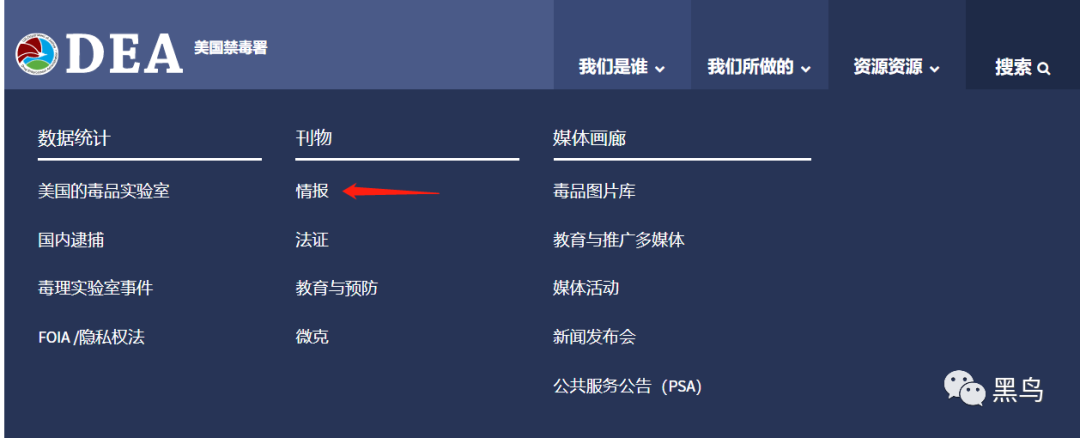 DEA 美国禁毒署
我们是谁 我们所做的 资源资源 搜索
数据统计
美国的毒品实验室
国内逮捕
毒理实验室事件
FOIA /隐私权法
刊物
情报
法证
教育与预防
微克
媒体画廊
毒品图片库
教育与推广多媒体
媒体活动
新闻发布会
公共服务公告（PSA)
黑鸟